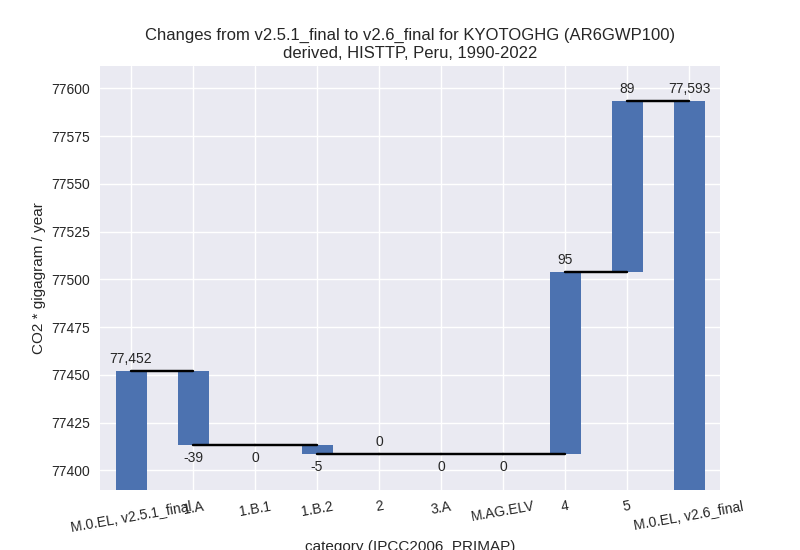 Changes from v2.5.1_final to v2.6_final for KYOTOGHG (AR6GWP100)
derived, HISTTP, Peru, 1990-2022
CO2 * gigagram / year
77600
77575
77550
77525
77500
77475
77450
77425
77400
77,452
-39
0
-5
0
0
0
95
89
77,593
M.0.EL, v2.5.1_final
1.A
1.B.1
1.B.2
2
3.A
M.AG.ELV
4
5
M.0.EL, v2.6_final
category (IPCC2006_PRIMAP)